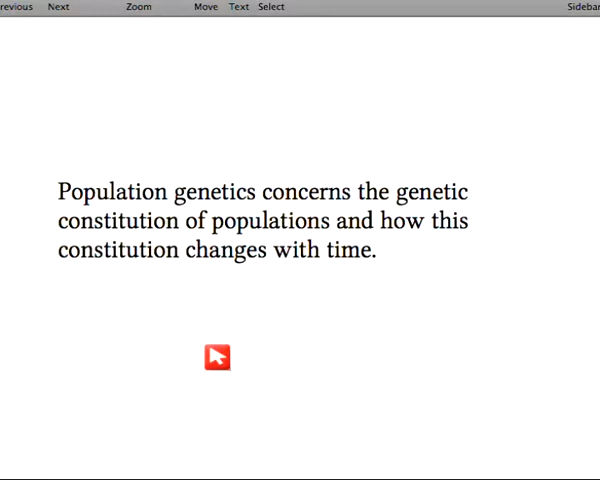 revious Next Zoom Move Text Select Sidebar
Population genetics concerns the genetic
constitution of populations and how this
constitution changes with time.